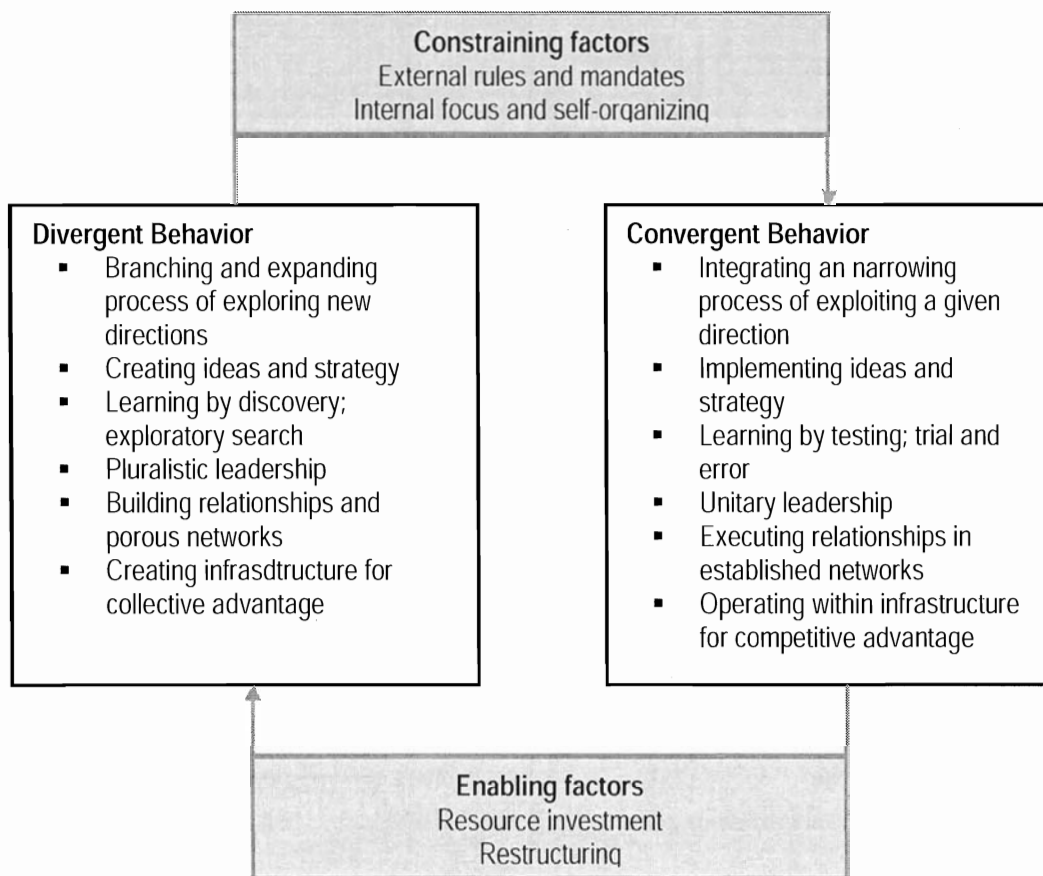 Constraining factors
External rules and mandates
Internal focus and self-organizing
Divergent Behavior
▪ Branching and expanding
process of exploring new
directions
▪ Creating ideas and strategy
▪ Learning by discovery;
exploratory search
▪ Pluralistic leadership
▪ Building relationships and
porous networks
▪ Creating infrasdtructure for
collective advantage
Convergent Behavior
▪ Integrating an narrowing
process of exploiting a given
direction
▪ Implementing ideas and
strategy
▪ Learning by testing; trial and
error
▪ Unitary leadership
▪ Executing relationships in
established networks
▪ Operating within infrastructure
for competitive advantage
Enabling factors
Resource investment
Restructuring